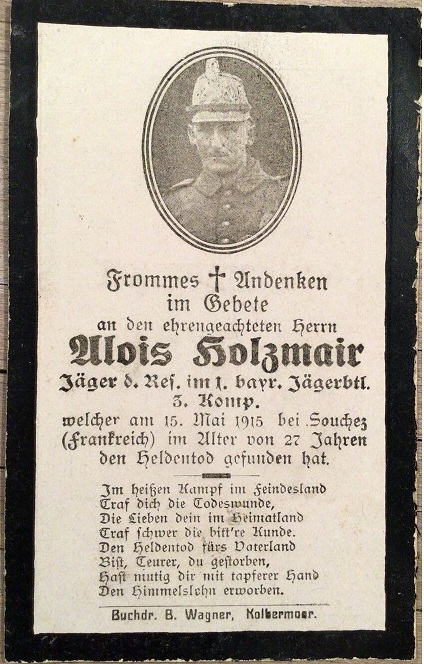 Frommes † Andenken
im Gebete
an den ehrengeachteten Herrn
Alois Holzmair
Jäger d. Res. im 1. bayr. Jägerbtl.
3. Komp.
welcher am 15. Mai 1915 bei Souchez
(Frankreich) im Alter von 27 Jahren
den Heldentod gefunden hat.
Im heißen Kampf im Feindesland
Traf dich die Todeswunde,
Die Lieben dein im Heimatland
Traf schwer die bitt're Kunde.
Den Heldentod fürs Vaterland
Bist, Teurer, du gestorben,
Hast mutig dir mit tapferer Hand
Den Himmelslohn erworben.
Buchdr. B. Wagner, Kolbermoor.